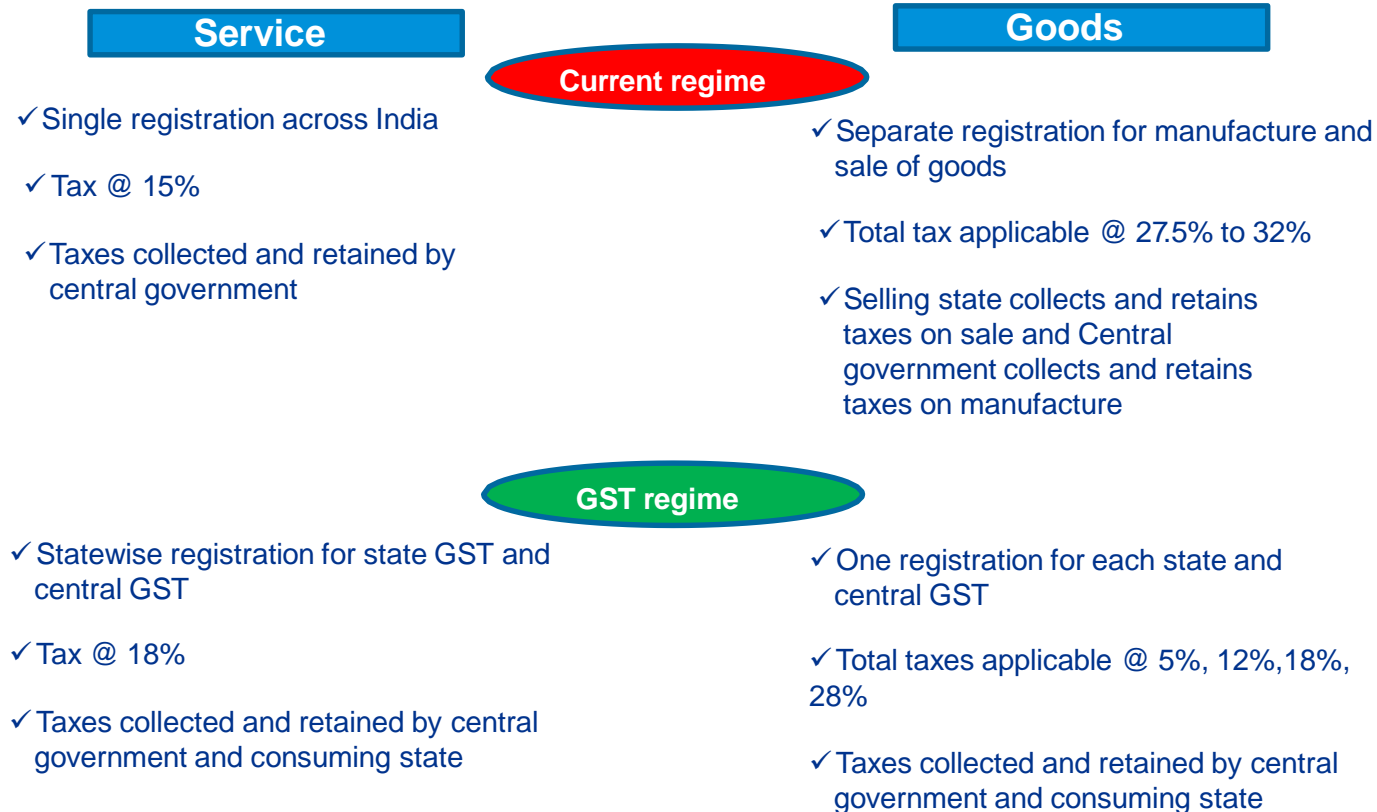 Service
Goods
Current regime
✓Single registration across India
✓Tax @ 15%
✓Taxes collected and retained by
central government
✓Separate registration for manufacture and
sale of goods
✓Total tax applicable @ 27.5% to 32%
✓Selling state collects and retains
taxes on sale and Central
government collects and retains
taxes on manufacture
GST regime
✓Statewise registration for state GST and
central GST
✓Tax @ 18%
✓Taxes collected and retained by central
government and consuming state
✓One registration for each state and
central GST
✓Total taxes applicable @ 5%, 12%,18%,
28%
✓Taxes collected and retained by central
government and consuming state